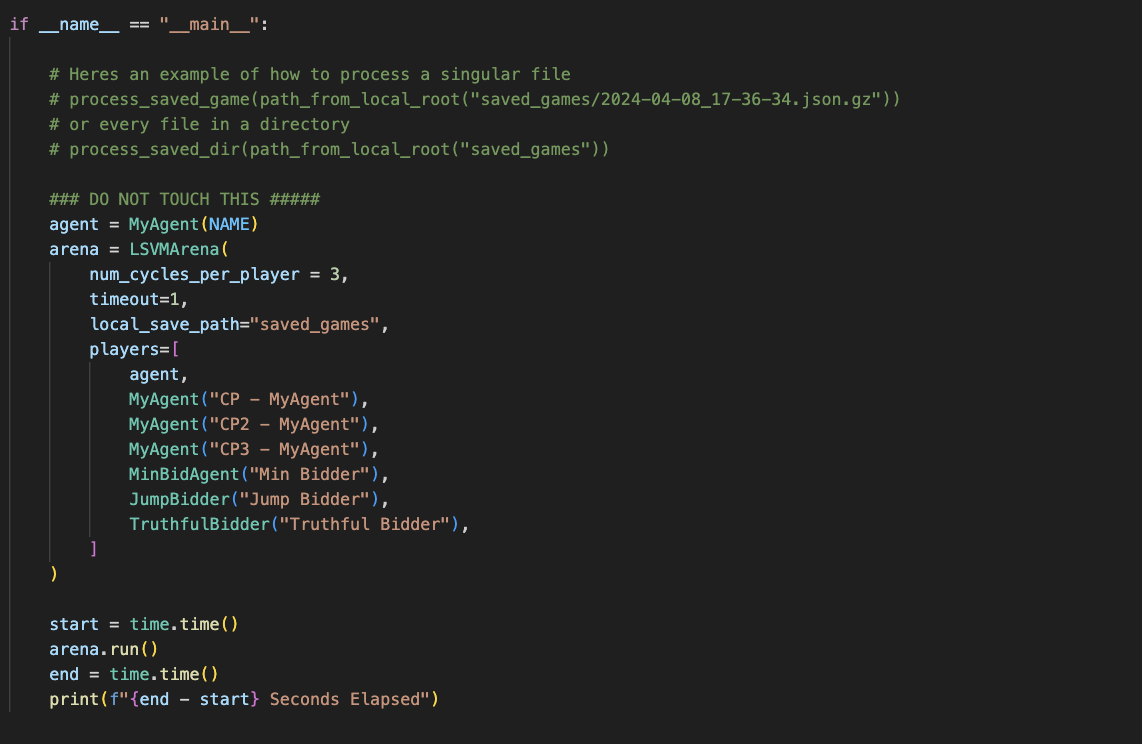 if __name__ == "__main__":
# Heres an example of how to process a singular file
# process_saved_game(path_from_local_root("saved_games/2024-04-08_17-36-34.json.gz"))
# or every file in a directory
# process_saved_dir(path_from_local_root("saved_games"))
### DO NOT TOUCH THIS #####
agent = MyAgent(NAME)
arena = LSVMArena(
num_cycles_per_player = 3,
timeout=1,
local_save_path="saved_games",
players=[
agent,
MyAgent("CP - MyAgent"),
MyAgent("CP2 - MyAgent"),
MyAgent("CP3 - MyAgent"),
MinBidAgent("Min Bidder"),
JumpBidder("Jump Bidder"),
TruthfulBidder("Truthful Bidder"),
]
)
start = time.time()
arena.run()
end = time.time()
print(f"{end - start} Seconds Elapsed")